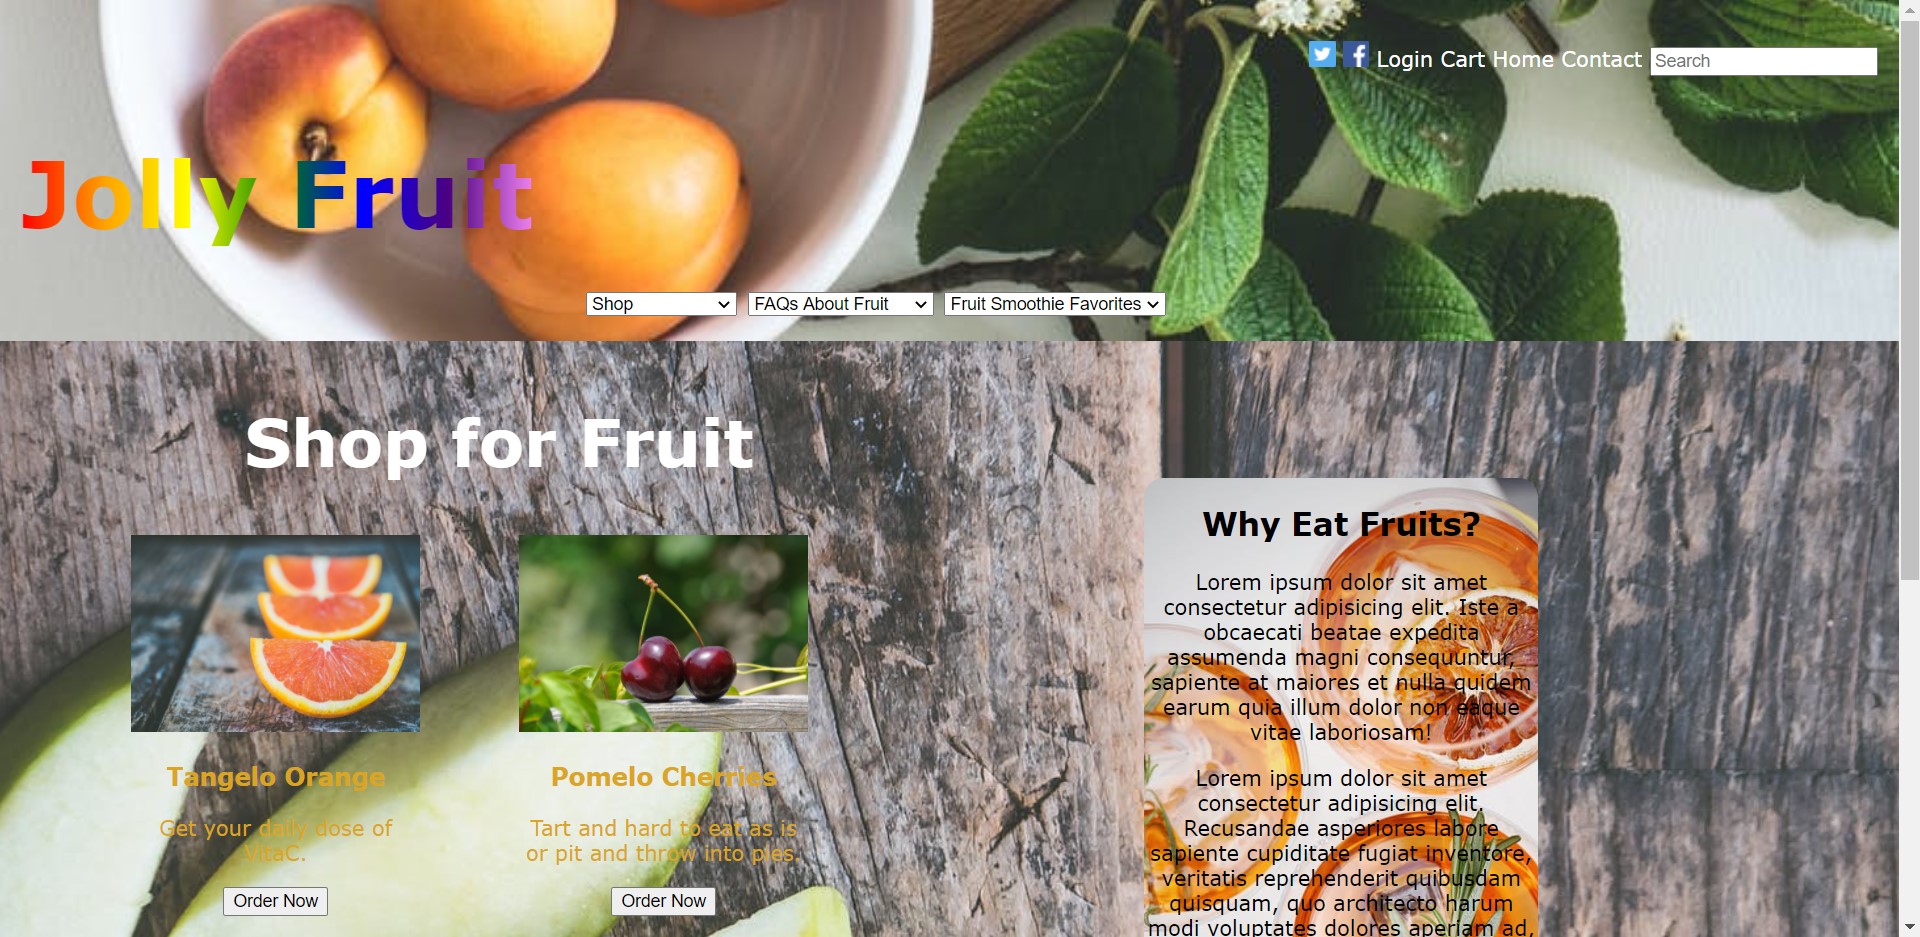 Login Cart Home Contact Search
Jolly Fruit
Shop FAQs About Fruit Fruit Smoothie Favorites
Shop for Fruit
Tangelo Orange
Get your daily dose of
VitaC.
Order Now
Pomelo Cherries
Tart and hard to eat as is
or pit and throw into pies.
Order Now
Why Eat Fruits?
Lorem ipsum dolor sit amet
consectetur adipisicing elit. Iste a
obcaecati beatae expedita
assumenda magni consequuntur,
sapiente at maiores et nulla quidem
earum quia illum dolor non eaque
vitae laboriosam!
Lorem ipsum dolor sit amet
consectetur adipisicing elit.
Recusandae asperiores labore
sapiente cupiditate fugiat inventore,
veritatis reprehenderit quibusdam
quisquam, quo architecto harum
modi voluptates dolores aperiam ad,